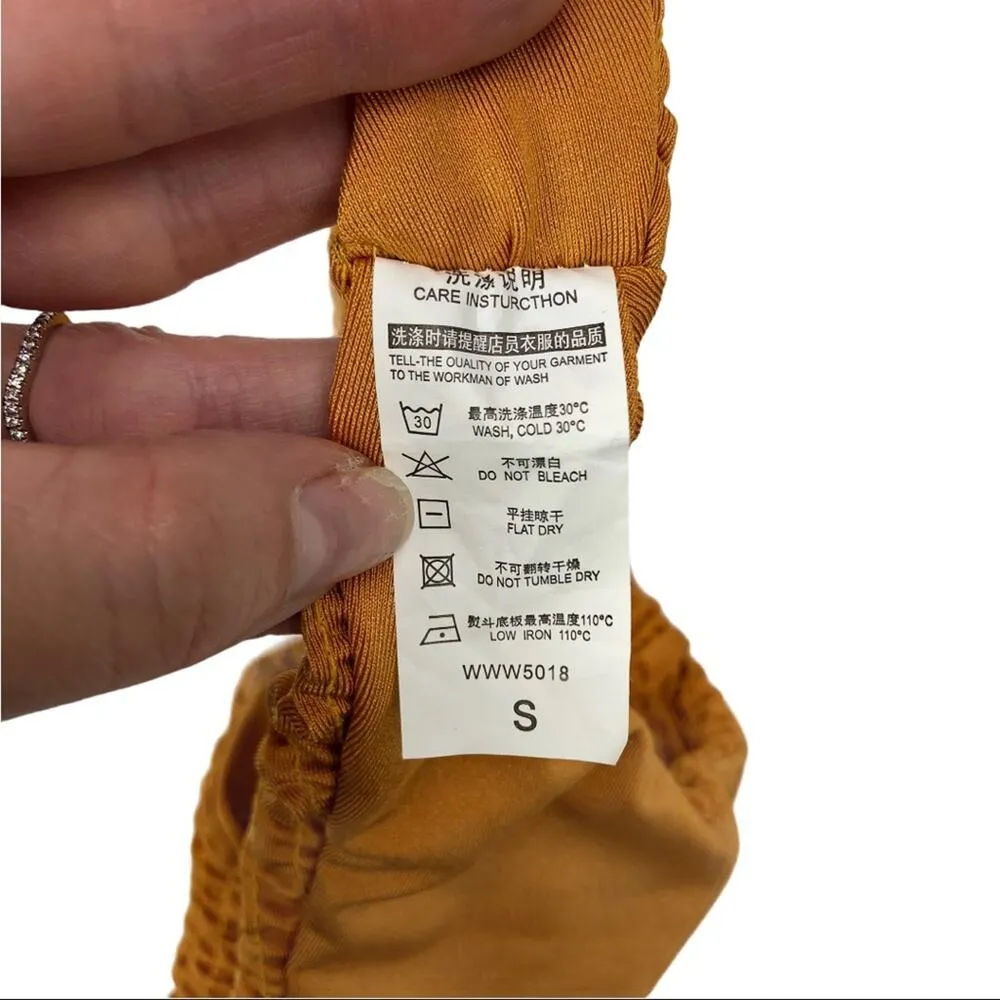 洗涤说明
CARE INSTURCTHON
洗涤时请提醒店员衣服的品质
TELL-THE OUALITY OF YOUR GARMENT
TO THE WORKMAN OF WASH
30
最高洗涤温度30°C
WASH, COLD 30°C
不可漂白
DO NOT BLEACH
平挂晾干
FLAT DRY
不可翻转干燥
DO NOT TUMBLE DRY
熨斗底板最高温度110°C
LOW IRON 110°C
WWW5018
S